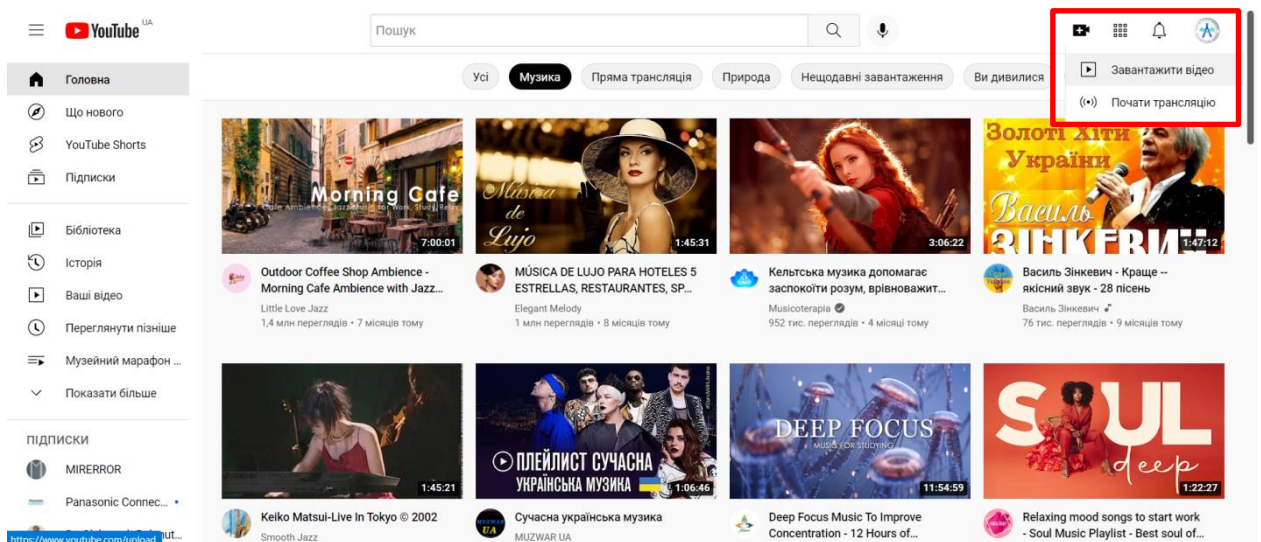 YouTube UA
Пошук
Головна
Що нового
YouTube Shorts
Підписки
Бібліотека
Історія
Ваші відео
Переглянути пізніше
Музейний марафон ...
Показати більше
ПІДПИСКИ
MIRERROR
Panasonic Connec...
https://www.youtube.com/upload
Усі
Музика
Пряма трансляція
Природа
Нещодавні завантаження
Ви дивилися
Завантажити відео
Почати трансляцію
Morning Cafe
7:00:01
Outdoor Coffee Shop Ambience -
Morning Cafe Ambience with Jazz...
Little Love Jazz
1,4 млн переглядів • 7 місяців тому
Música
de
Lujo
1:45:31
MÚSICA DE LUJO PARA HOTELES 5
ESTRELLAS, RESTAURANTES, SP...
Elegant Melody
1 млн переглядів • 8 місяців тому
3:06:22
Кельтська музика допомагає
заспокоїти розум, врівноважит...
Musicoterapia
952 тис. переглядів • 4 місяці тому
Золоті Хіти
України
Василь
ЗІНКЕВИЧ
1:47:12
Василь Зінкевич - Краще --
якісний звук - 28 пісень
Василь Зінкевич
76 тис. переглядів • 9 місяців тому
1:45:21
Keiko Matsui-Live In Tokyo © 2002
Smooth Jazz
ПЛЕЙЛИСТ СУЧАСНА
УКРАЇНСЬКА МУЗИКА
1:06:46
Сучасна українська музика
MUZWAR UA
DEEP FOCUS
MUSIC FOR STUDYING
11:54:59
Deep Focus Music To Improve
Concentration - 12 Hours of...
SOUL
deep
1:22:27
Relaxing mood songs to start work
- Soul Music Playlist - Best soul of...